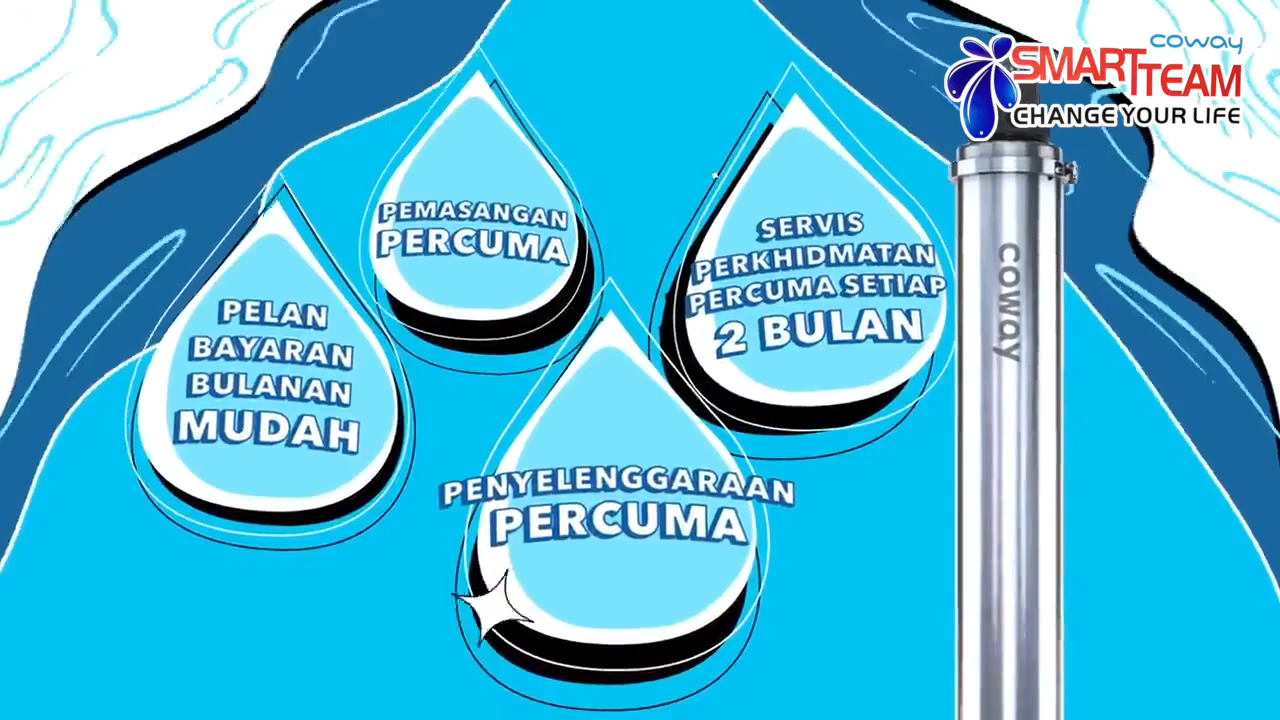 coway
SMART TEAM
CHANGE YOUR LIFE
PEMASANGAN
PERCUMA
SERVIS
PERKHIDMATAN
PERCUMA SETIAP
2 BULAN
PELAN
BAYARAN
BULANAN
MUDAH
PENYELENGGARAAN
PERCUMA
coway